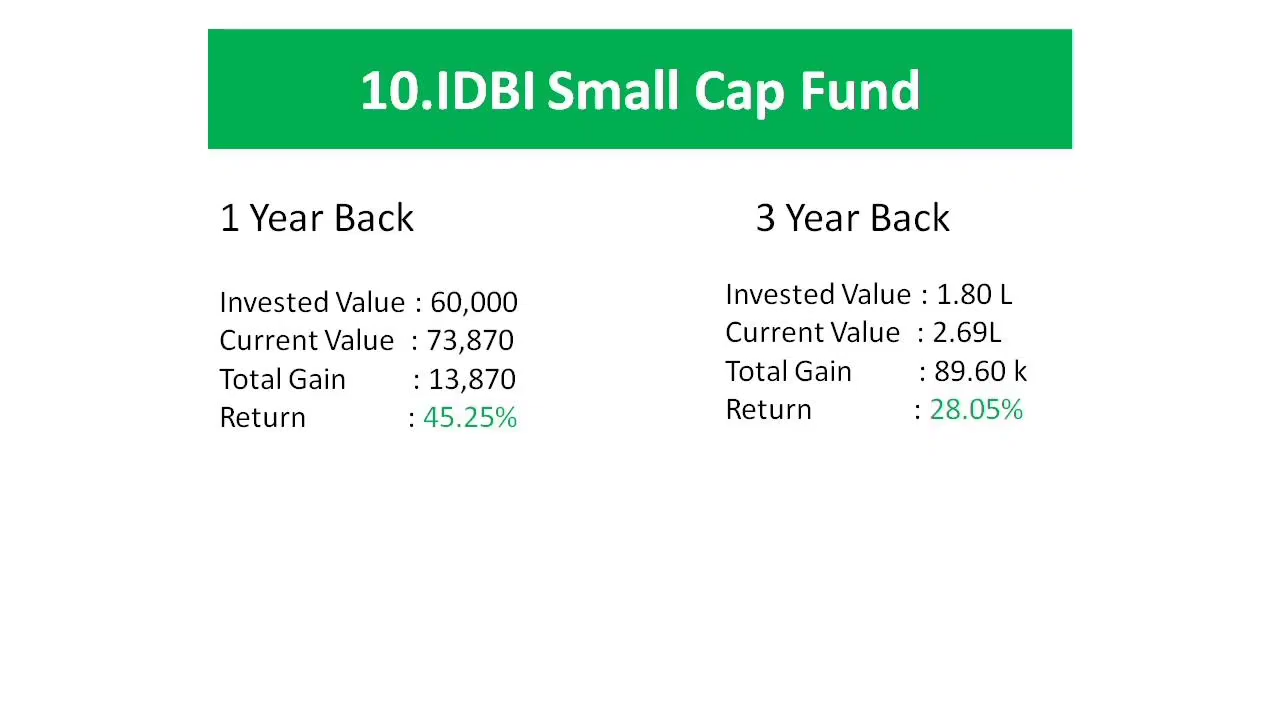 10.IDBI Small Cap Fund
1 Year Back
Invested Value : 60,000
Current Value : 73,870
Total Gain : 13,870
Return : 45.25%
3 Year Back
Invested Value : 1.80 L
Current Value : 2.69L
Total Gain : 89.60 k
Return : 28.05%